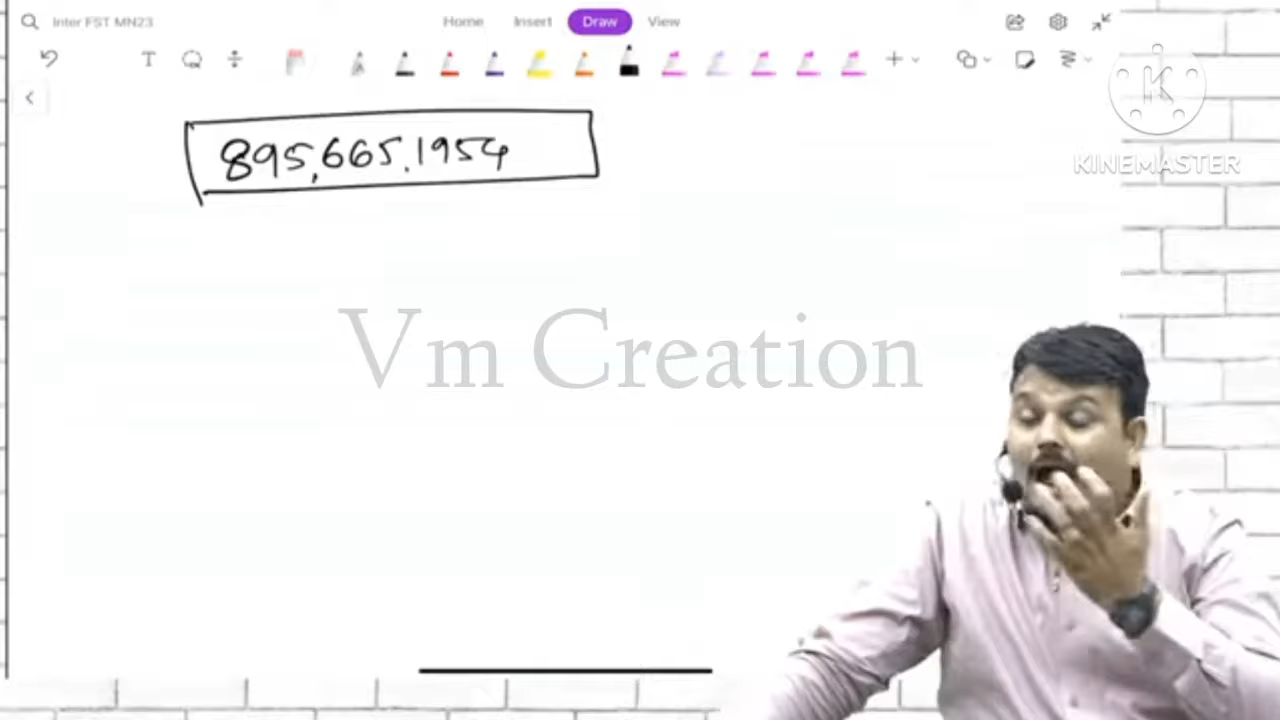 Inter FST MN23
Home Insert Draw View
KINEMASTER
895,665,1954
Vm Creation